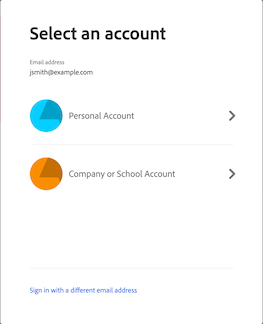 Select an account
Email address
jsmith@example.com
Personal Account
Company or School Account
Sign in with a different email address